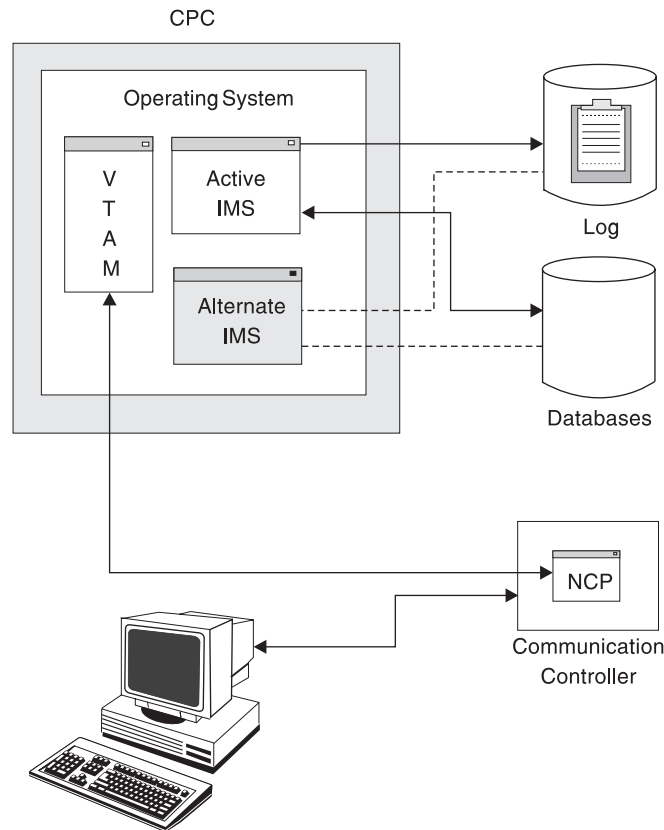 CPC
Operating System
V
T
A
M
Active
IMS
Alternate
IMS
Log
Databases
NCP
Communication
Controller